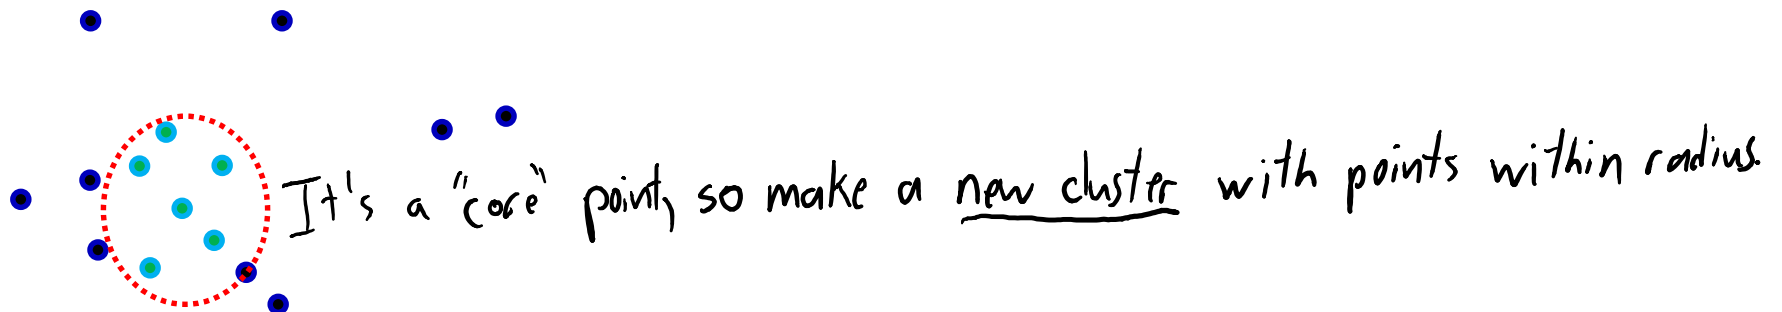 It's a "core" point, so make a new cluster with points within radius.